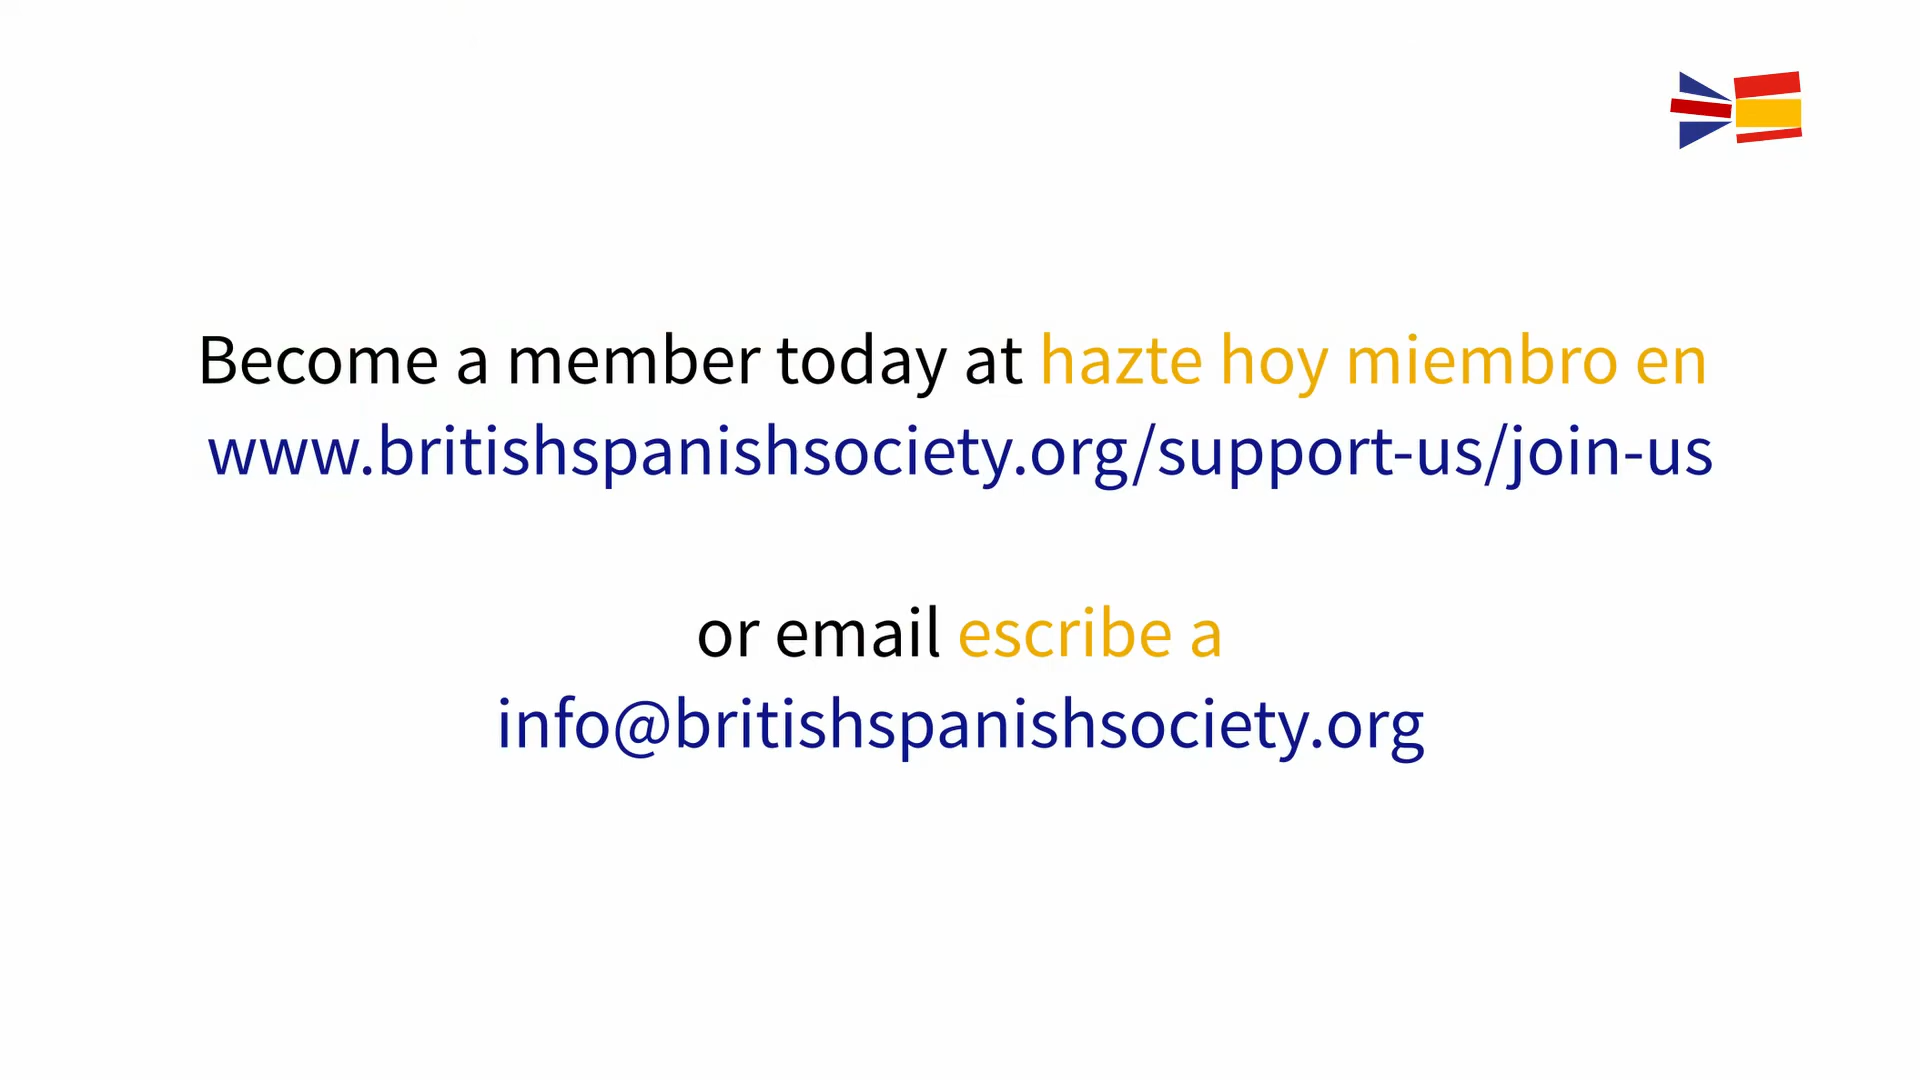 Become a member today at hazte hoy miembro en
www.britishspanishsociety.org/support-us/join-us
or email escribe a
info@britishspanishsociety.org